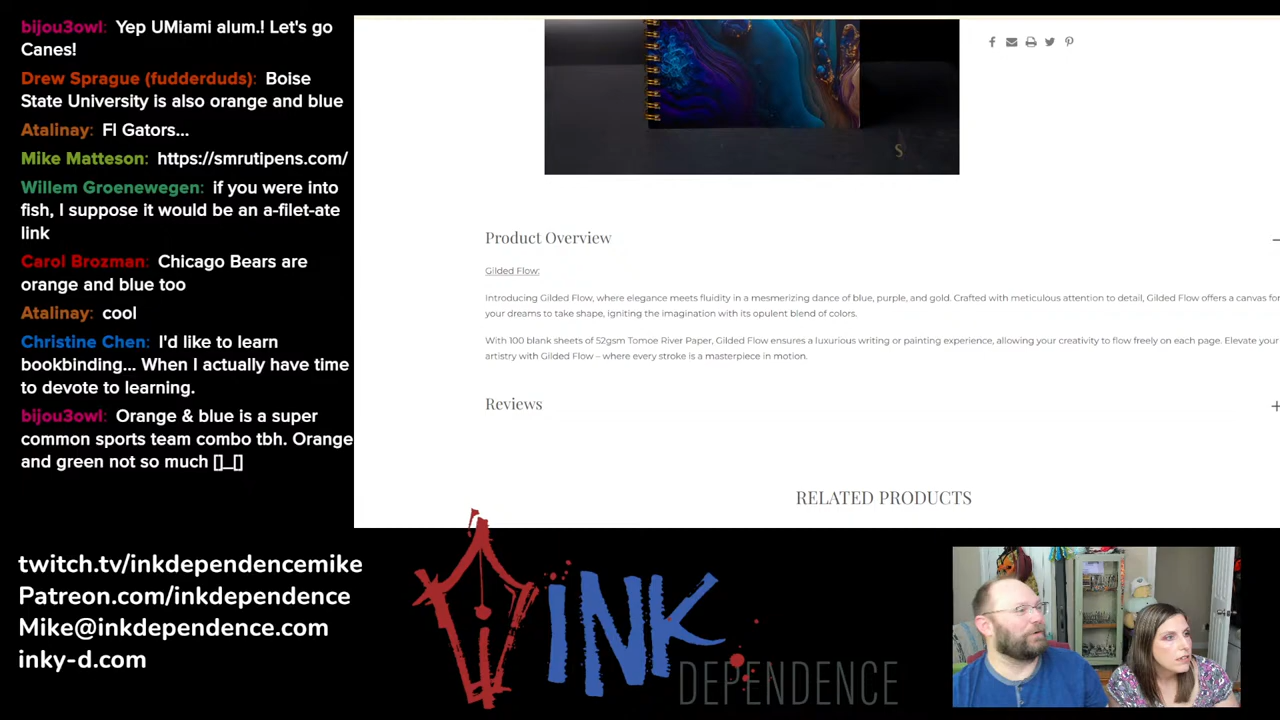 bijou3owl: Yep UMiami alum.! Let's go
Canes!
Drew Sprague (fudderduds): Boise
State University is also orange and blue
Atalinay: Fl Gators...
Mike Matteson: https://smrutipens.com/
Willem Groenewegen: if you were into
fish, I suppose it would be an a-filet-ate
link
Carol Brozman: Chicago Bears are
orange and blue too
Atalinay: cool
Christine Chen: I'd like to learn
bookbinding... When I actually have time
to devote to learning.
bijou3owl: Orange & blue is a super
common sports team combo tbh. Orange
and green not so much []_[]
S
Product Overview
Gilded Flow:
Introducing Gilded Flow, where elegance meets fluidity in a mesmerizing dance of blue, purple, and gold. Crafted with meticulous attention to detail, Gilded Flow offers a canvas for
your dreams to take shape, igniting the imagination with its opulent blend of colors.
With 100 blank sheets of 52gsm Tomoe River Paper, Gilded Flow ensures a luxurious writing or painting experience, allowing your creativity to flow freely on each page. Elevate your
artistry with Gilded Flow – where every stroke is a masterpiece in motion.
Reviews
RELATED PRODUCTS
twitch.tv/inkdependencemike
Patreon.com/inkdependence
Mike@inkdependence.com
inky-d.com
INK
DEPENDENCE